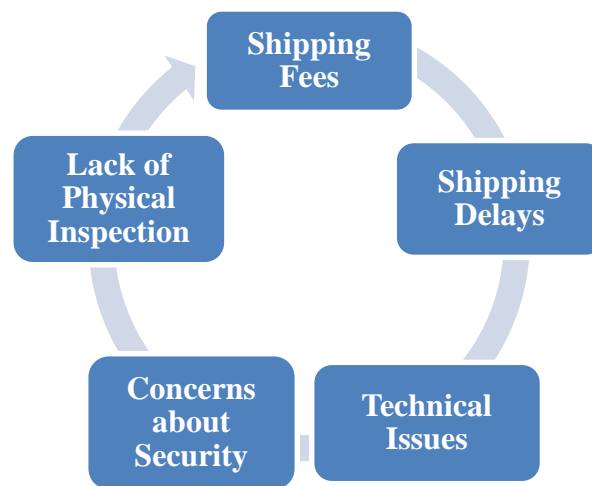 Shipping
Fees
Shipping
Delays
Technical
Issues
Concerns
about
Security
Lack of
Physical
Inspection